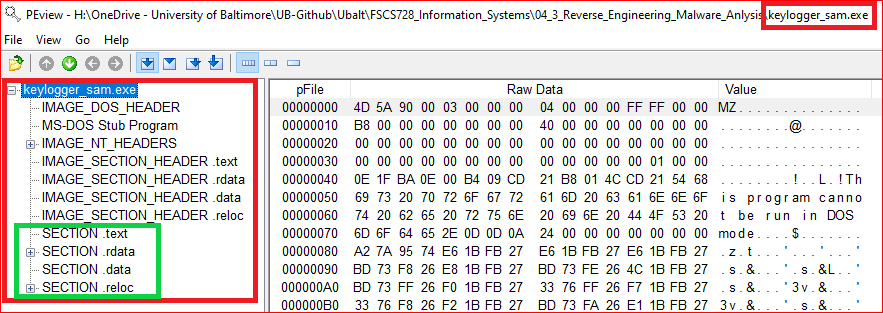 PEview - H:\OneDrive - University of Baltimore\UB-Github\Ubalt\FSCS728_Information_Systems\04_3_Reverse_Engineering_Malware_Anlysis\keylogger_sam.exe
File View Go Help
keylogger_sam.exe
IMAGE_DOS_HEADER
MS-DOS Stub Program
IMAGE_NT_HEADERS
IMAGE_SECTION_HEADER .text
IMAGE_SECTION_HEADER .rdata
IMAGE_SECTION_HEADER .data
IMAGE_SECTION_HEADER .reloc
SECTION .text
SECTION .rdata
SECTION .data
SECTION .reloc
pFile Raw Data Value
00000000 4D 5A 90 00 03 00 00 00 04 00 00 00 FF FF 00 00 MZ..............
00000010 B8 00 00 00 00 00 00 00 40 00 00 00 00 00 00 00 ........@.......
00000020 00 00 00 00 00 00 00 00 00 00 00 00 00 00 00 00 ................
00000030 00 00 00 00 00 00 00 00 00 00 00 00 00 01 00 00 ................
00000040 0E 1F BA 0E 00 B4 09 CD 21 B8 01 4C CD 21 54 68 ........!..L.!Th
00000050 69 73 20 70 72 6F 67 72 61 6D 20 63 61 6E 6E 6F is program canno
00000060 74 20 62 65 20 72 75 6E 20 69 6E 20 44 4F 53 20 t be run in DOS
00000070 6D 6F 64 65 2E 0D 0D 0A 24 00 00 00 00 00 00 00 mode....$.......
00000080 A2 7A 95 74 E6 1B FB 27 E6 1B FB 27 E6 1B FB 27 .z.t...'...'...'
00000090 BD 73 F8 26 E8 1B FB 27 BD 73 FE 26 4C 1B FB 27 .s.&...'.s.&L..'
000000A0 BD 73 FF 26 F0 1B FB 27 33 76 FF 26 F7 1B FB 27 .s.&...'3v.&...'
000000B0 33 76 F8 26 F2 1B FB 27 BD 73 FA 26 E1 1B FB 27 3v.&...'.s.&...'